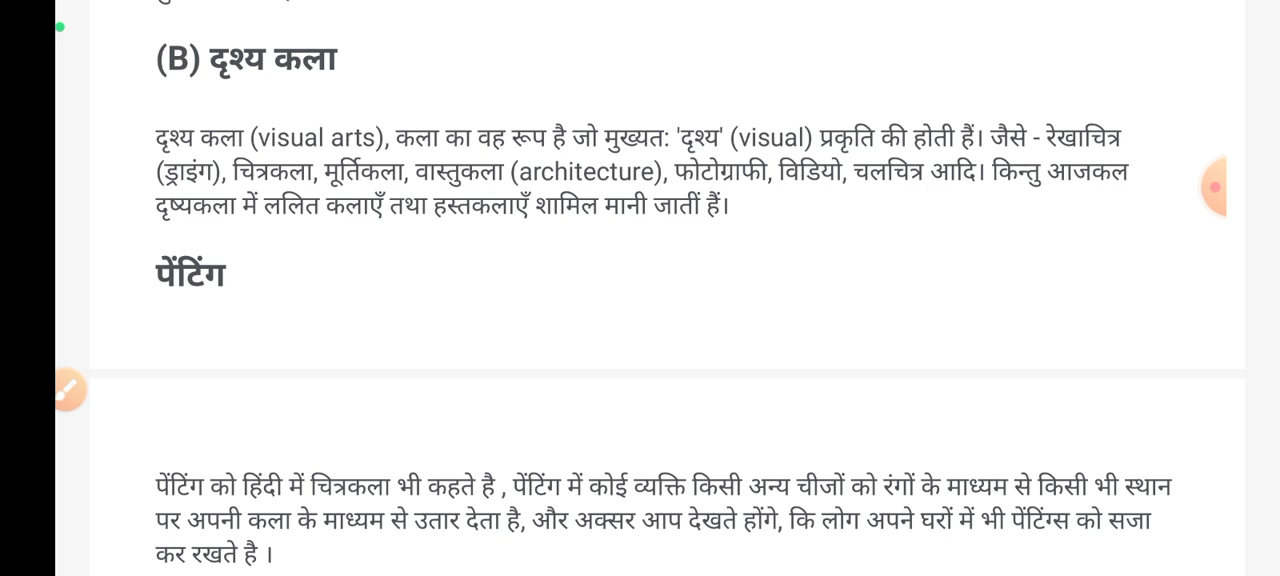 (B) दृश्य कला
दृश्य कला (visual arts), कला का वह रूप है जो मुख्यत: 'दृश्य' (visual) प्रकृति की होती हैं। जैसे - रेखाचित्र
(ड्राइंग), चित्रकला, मूर्तिकला, वास्तुकला (architecture), फोटोग्राफी, विडियो, चलचित्र आदि। किन्तु आजकल
दृष्यकला में ललित कलाएँ तथा हस्तकलाएँ शामिल मानी जातीं हैं।
पेंटिंग
पेंटिंग को हिंदी में चित्रकला भी कहते है , पेंटिंग में कोई व्यक्ति किसी अन्य चीजों को रंगों के माध्यम से किसी भी स्थान
पर अपनी कला के माध्यम से उतार देता है, और अक्सर आप देखते होंगे, कि लोग अपने घरों में भी पेंटिंग्स को सजा
कर रखते है ।